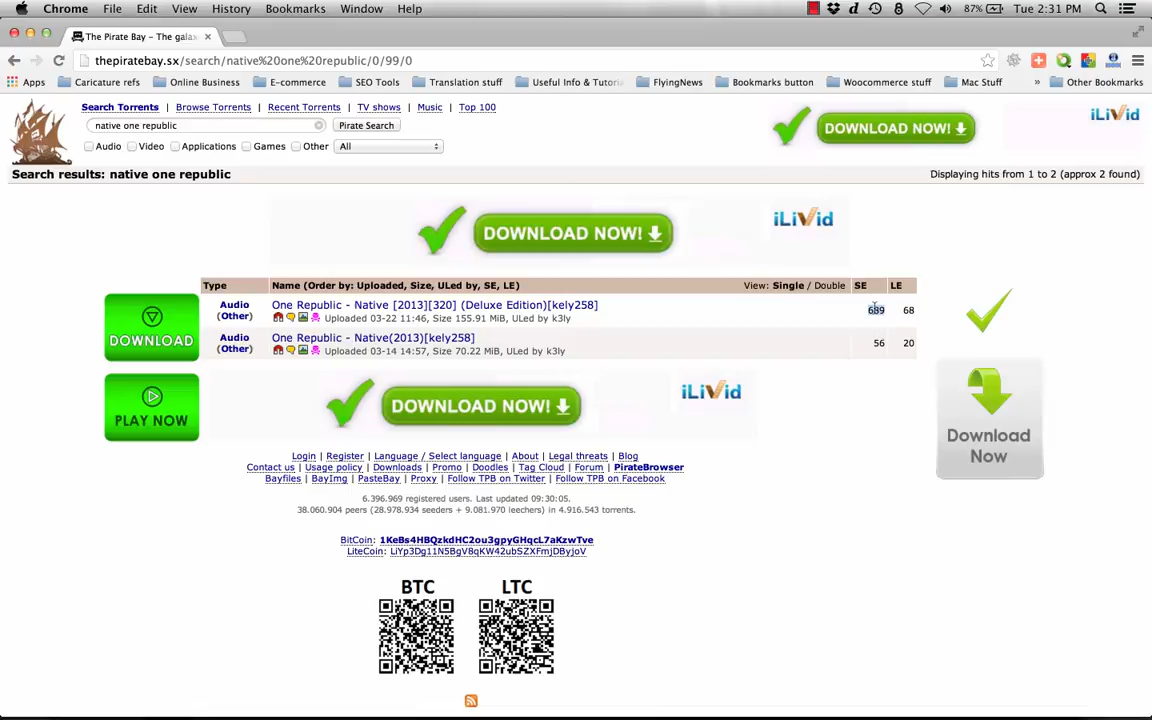 Chrome File Edit View History Bookmarks Window Help 87% Tue 2:31 PM
The Pirate Bay - The galax
thepiratebay.sx/search/native%20one%20republic/0/99/0
Apps Caricature refs Online Business E-commerce SEO Tools Translation stuff Useful Info & Tutoria FlyingNews Bookmarks button Woocommerce stuff Mac Stuff » Other Bookmarks
Search Torrents | Browse Torrents | Recent Torrents | TV shows | Music | Top 100
native one republic Pirate Search
Audio Video Applications Games Other All
DOWNLOAD NOW! iLiVid
Search results: native one republic Displaying hits from 1 to 2 (approx 2 found)
DOWNLOAD NOW! iLiVid
Type Name (Order by: Uploaded, Size, ULed by, SE, LE) View: Single / Double SE LE
Audio One Republic - Native [2013][320] (Deluxe Edition)[kely258] 689 68
(Other) Uploaded 03-22 11:46, Size 155.91 MiB, ULed by k3ly
Audio One Republic - Native(2013)[kely258] 56 20
(Other) Uploaded 03-14 14:57, Size 70.22 MiB, ULed by k3ly
DOWNLOAD
PLAY NOW
DOWNLOAD NOW! iLiVid
Download
Now
Login | Register | Language / Select language | About | Legal threats | Blog
Contact us | Usage policy | Downloads | Promo | Doodles | Tag Cloud | Forum | PirateBrowser
Bayfiles | BayImg | PasteBay | Proxy | Follow TPB on Twitter | Follow TPB on Facebook
6.396.969 registered users. Last updated 09:30:05.
38.060.904 peers (28.978.934 seeders + 9.081.970 leechers) in 4.916.543 torrents.
BitCoin: 1KeBs4HBQzkdHC2ou3gpyGHqcL7aKzwTve
LiteCoin: LiYp3Dg11N5BgV8qKW42ubSZXFmjDByjoV
BTC LTC